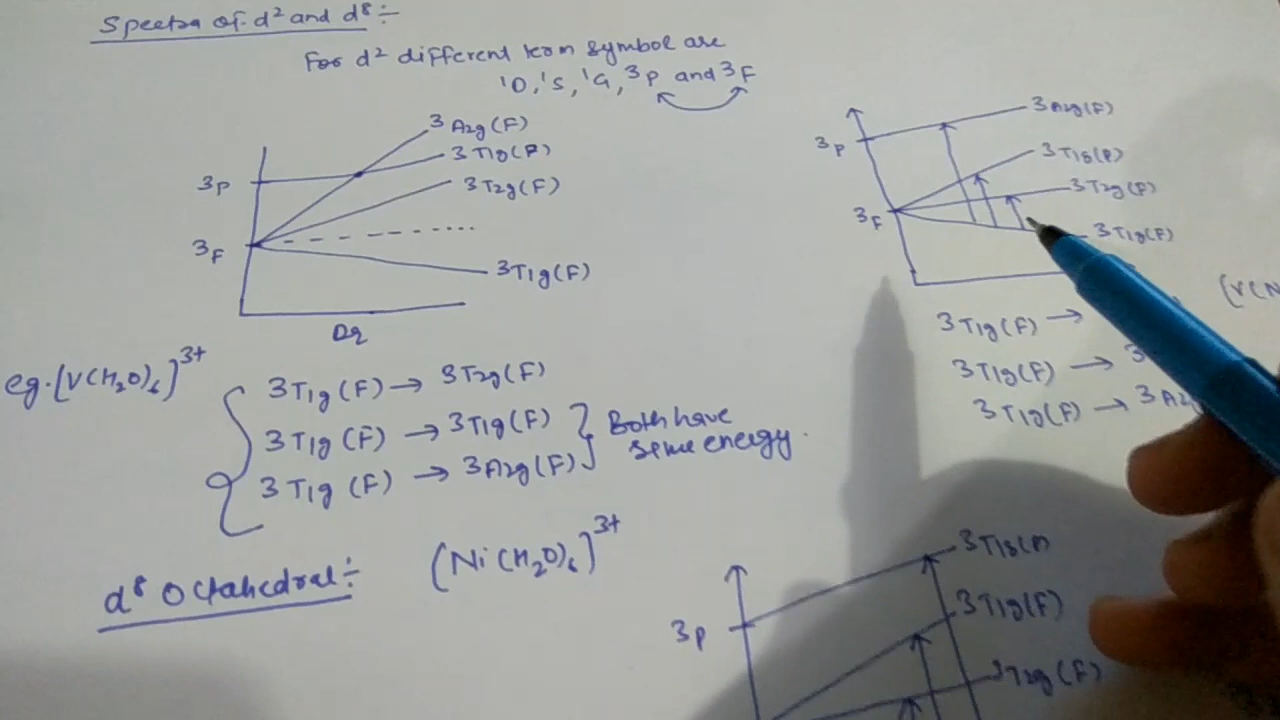 Spectra of d² and d⁸ :-
For d² different term symbol are
¹D, ¹S, ¹G, ³P and ³F
3A2g(F)
3T1g(P)
3T2g(F)
3T1g(F)
3P
3F
Dq
3A2g(F)
3T1g(P)
3T2g(F)
3T1g(F)
3P
3F
eg. [V(H₂O)₆]³⁺
3T1g(F) → 3T2g(F)
3T1g(F) → 3T1g(F)
3T1g(F) → 3A2g(F)
Both have
same energy.
3T1g(F) →
3T1g(F) →
3T1g(F) → 3A2
d⁸ Octahedral :-
(Ni(H₂O)₆]³⁺
3T1g(P)
3T1g(F)
3T2g(F)
3P